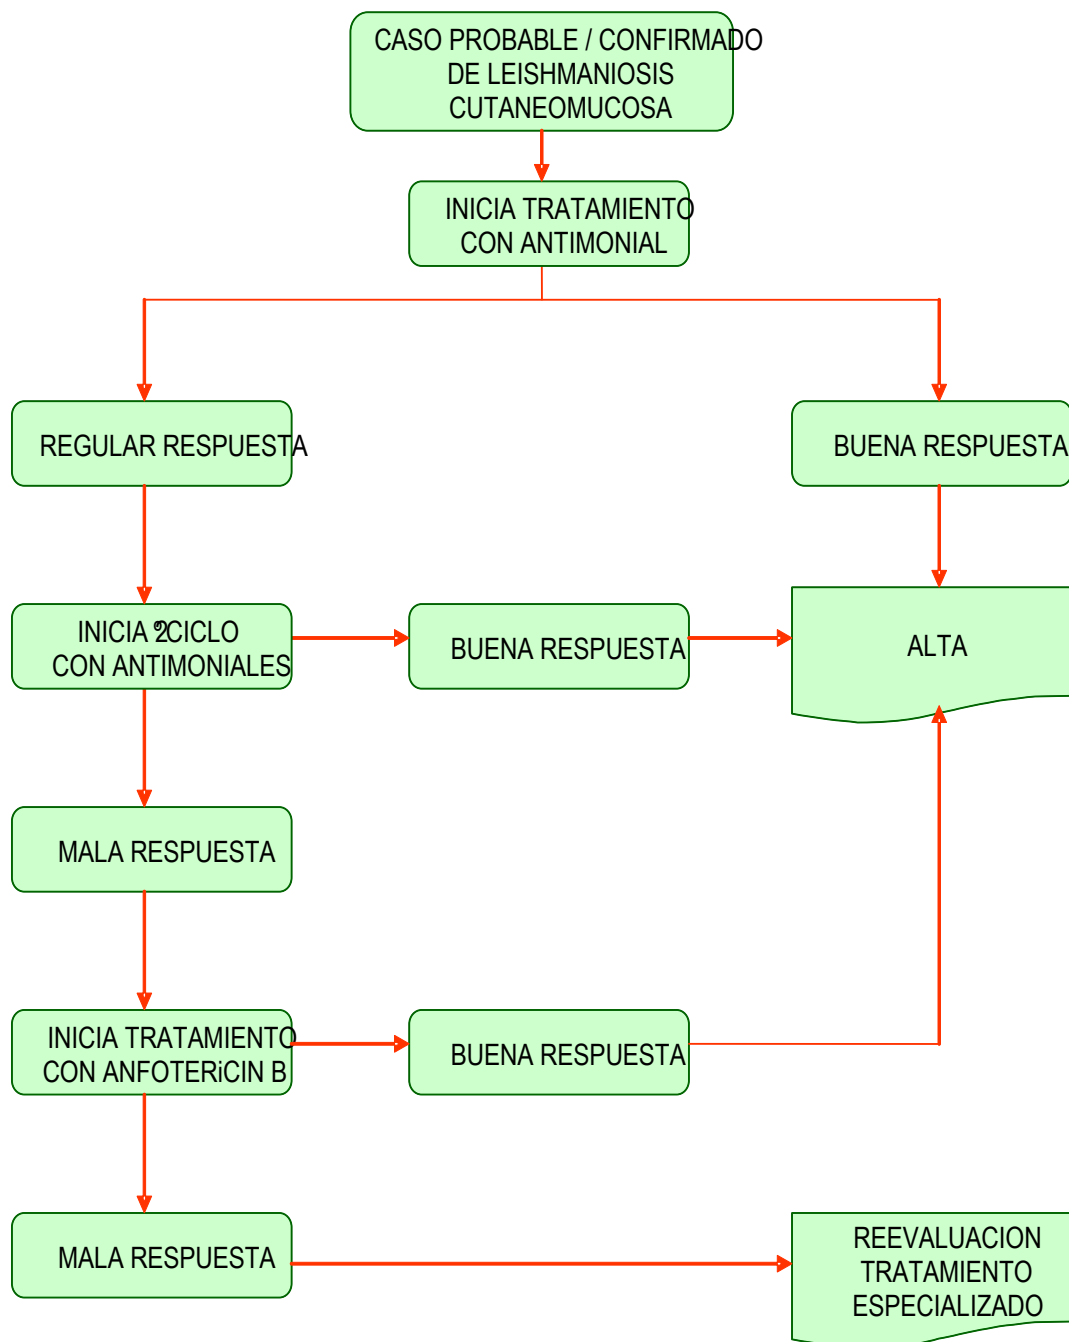 CASO PROBABLE / CONFIRMADO
DE LEISHMANIOSIS
CUTANEOMUCOSA
INICIA TRATAMIENTO
CON ANTIMONIAL
REGULAR RESPUESTA
BUENA RESPUESTA
INICIA 2º CICLO
CON ANTIMONIALES
BUENA RESPUESTA
ALTA
MALA RESPUESTA
INICIA TRATAMIENTO
CON ANFOTERiCIN B
BUENA RESPUESTA
MALA RESPUESTA
REEVALUACION
TRATAMIENTO
ESPECIALIZADO